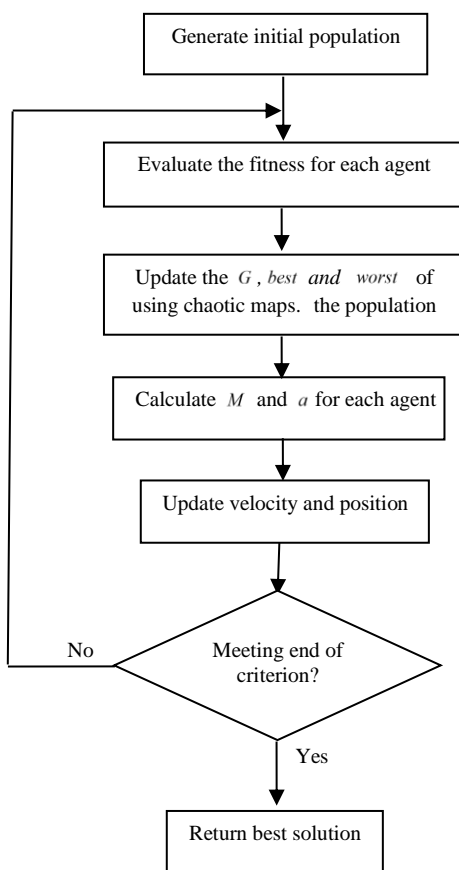 Generate initial population
Evaluate the fitness for each agent
Update the G , best and worst of
using chaotic maps. the population
Calculate M and a for each agent
Update velocity and position
Meeting end of
criterion?
No
Yes
Return best solution